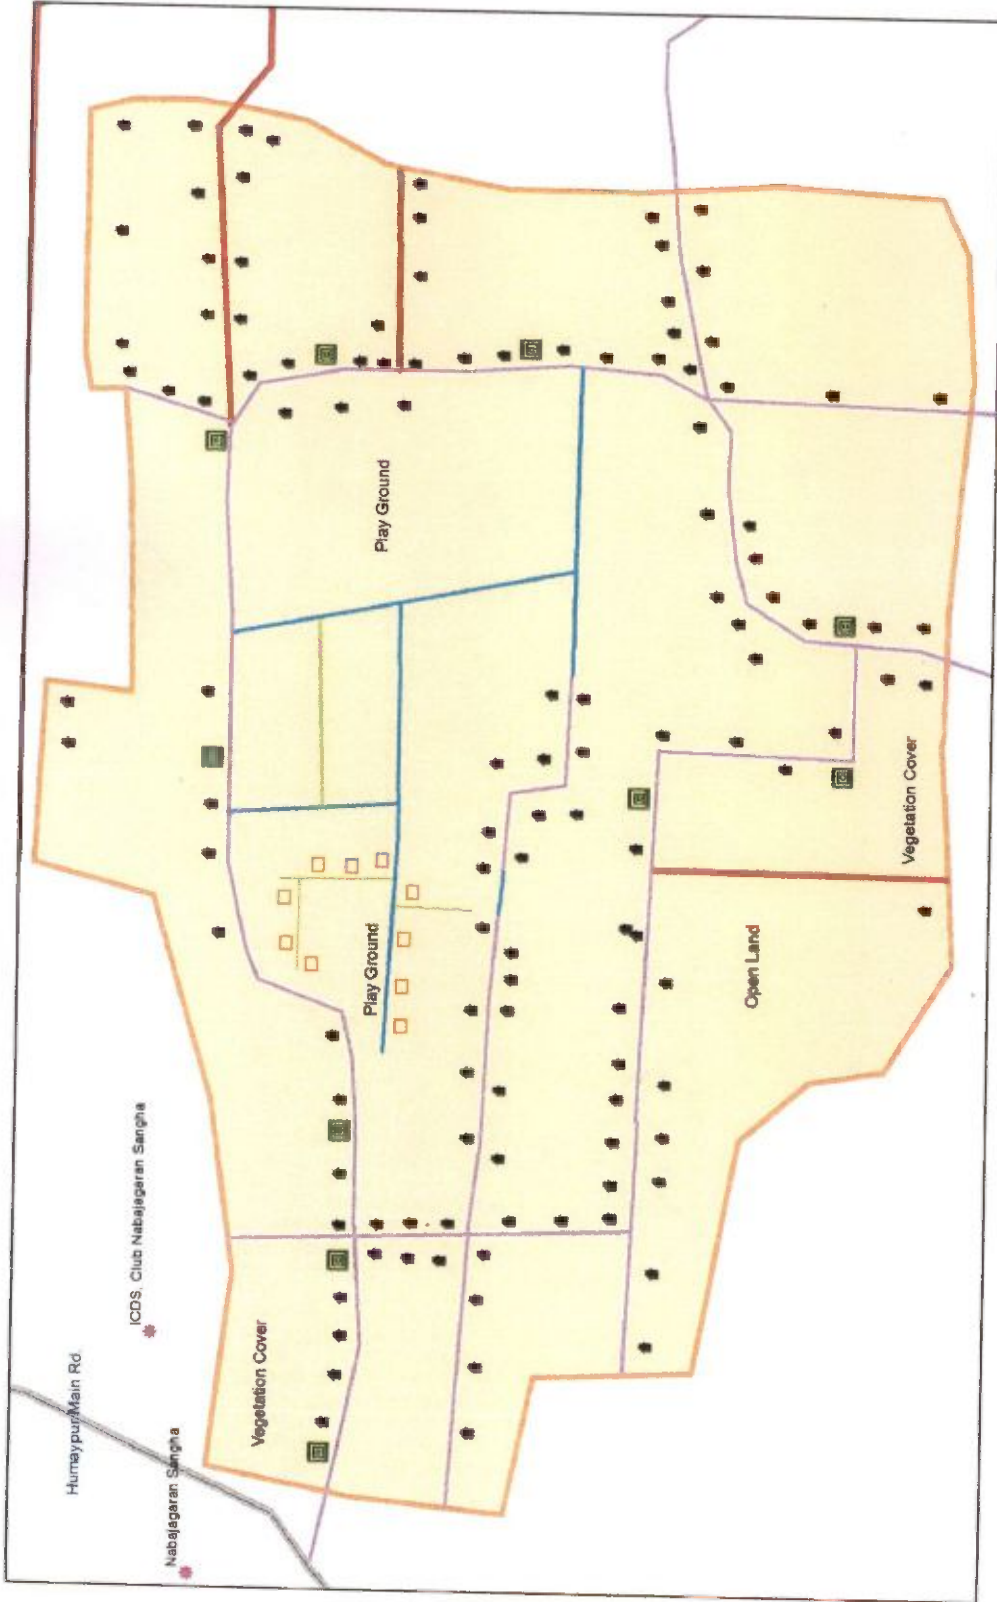 Humaypur Main Rd.
Nabajagaran Sangha
ICDS, Club Nabajagaran Sangha
Vegetation Cover
Play Ground
Play Ground
Open Land
Vegetation Cover